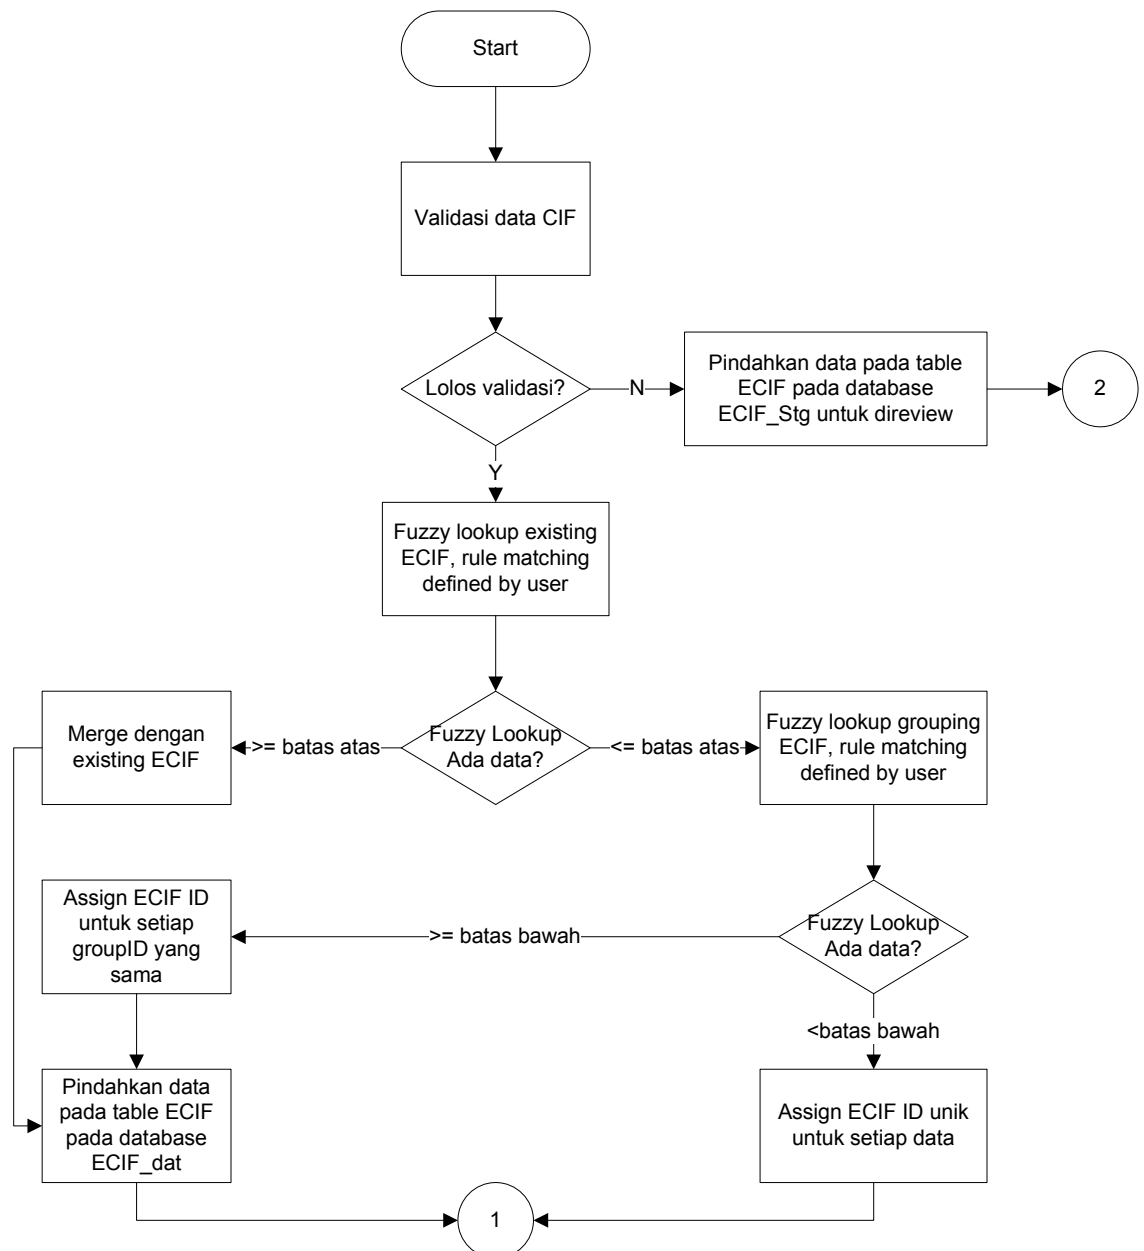 Start
Validasi data CIF
Lolos validasi?
N
Pindahkan data pada table
ECIF pada database
ECIF_Stg untuk direview
2
Y
Fuzzy lookup existing
ECIF, rule matching
defined by user
Merge dengan
existing ECIF
>= batas atas
Fuzzy Lookup
Ada data?
<= batas atas
Fuzzy lookup grouping
ECIF, rule matching
defined by user
Assign ECIF ID
untuk setiap
groupID yang
sama
>= batas bawah
Fuzzy Lookup
Ada data?
<batas bawah
Pindahkan data
pada table ECIF
pada database
ECIF_dat
Assign ECIF ID unik
untuk setiap data
1